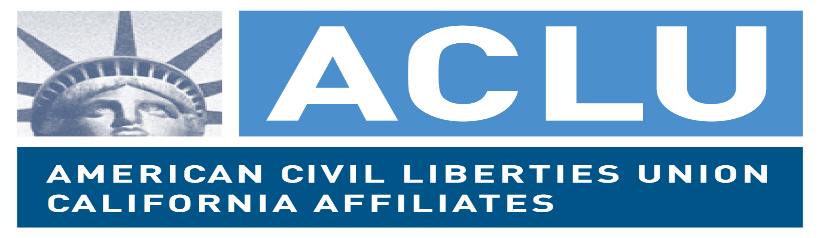 ACLU
AMERICAN CIVIL LIBERTIES UNION
CALIFORNIA AFFILIATES